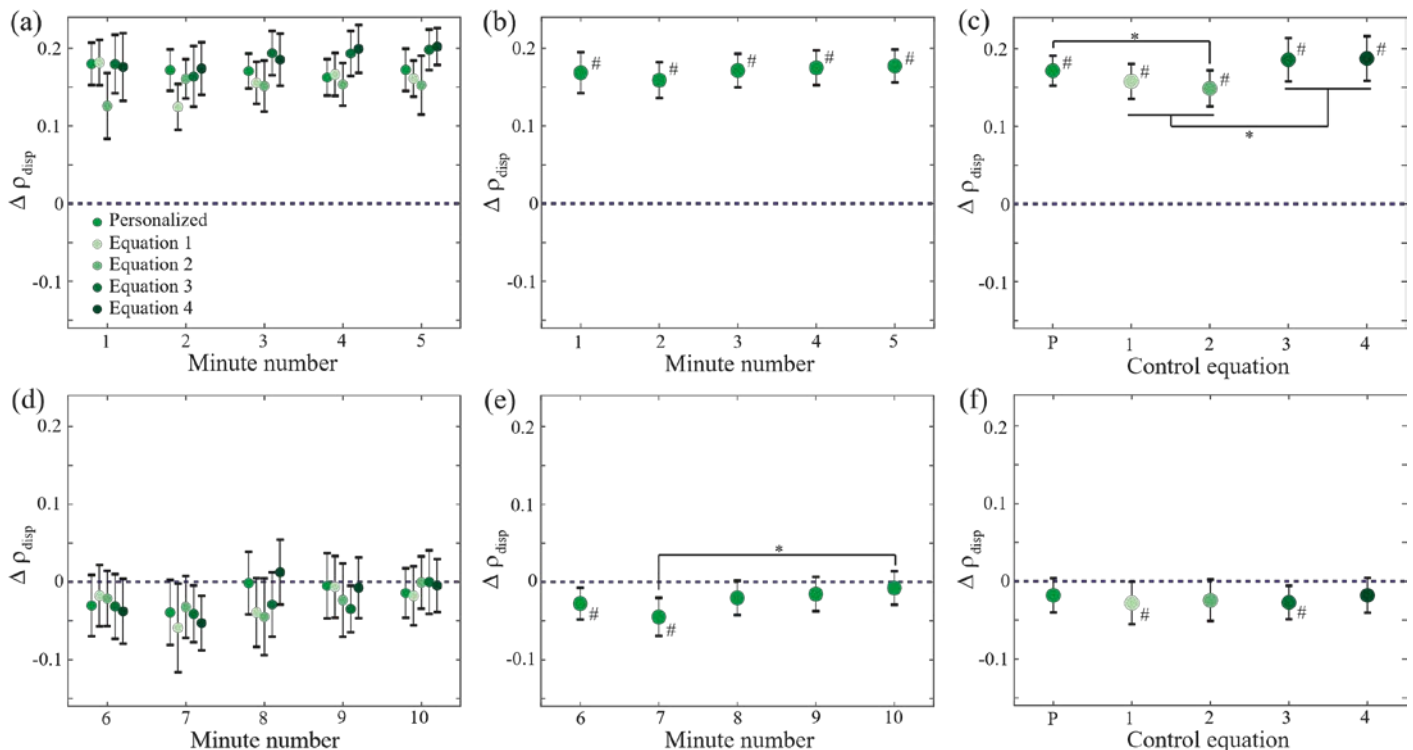 (a)
0.2
0.1
0
-0.1
Δ ρdisp
Personalized
Equation 1
Equation 2
Equation 3
Equation 4
1 2 3 4 5
Minute number
(b)
0.2
0.1
0
-0.1
Δ ρdisp
# # # # #
1 2 3 4 5
Minute number
(c)
0.2
0.1
0
-0.1
Δ ρdisp
*
# # # # #
*
P 1 2 3 4
Control equation
(d)
0.2
0.1
0
-0.1
Δ ρdisp
6 7 8 9 10
Minute number
(e)
0.2
0.1
0
-0.1
Δ ρdisp
*
# #
6 7 8 9 10
Minute number
(f)
0.2
0.1
0
-0.1
Δ ρdisp
# #
P 1 2 3 4
Control equation